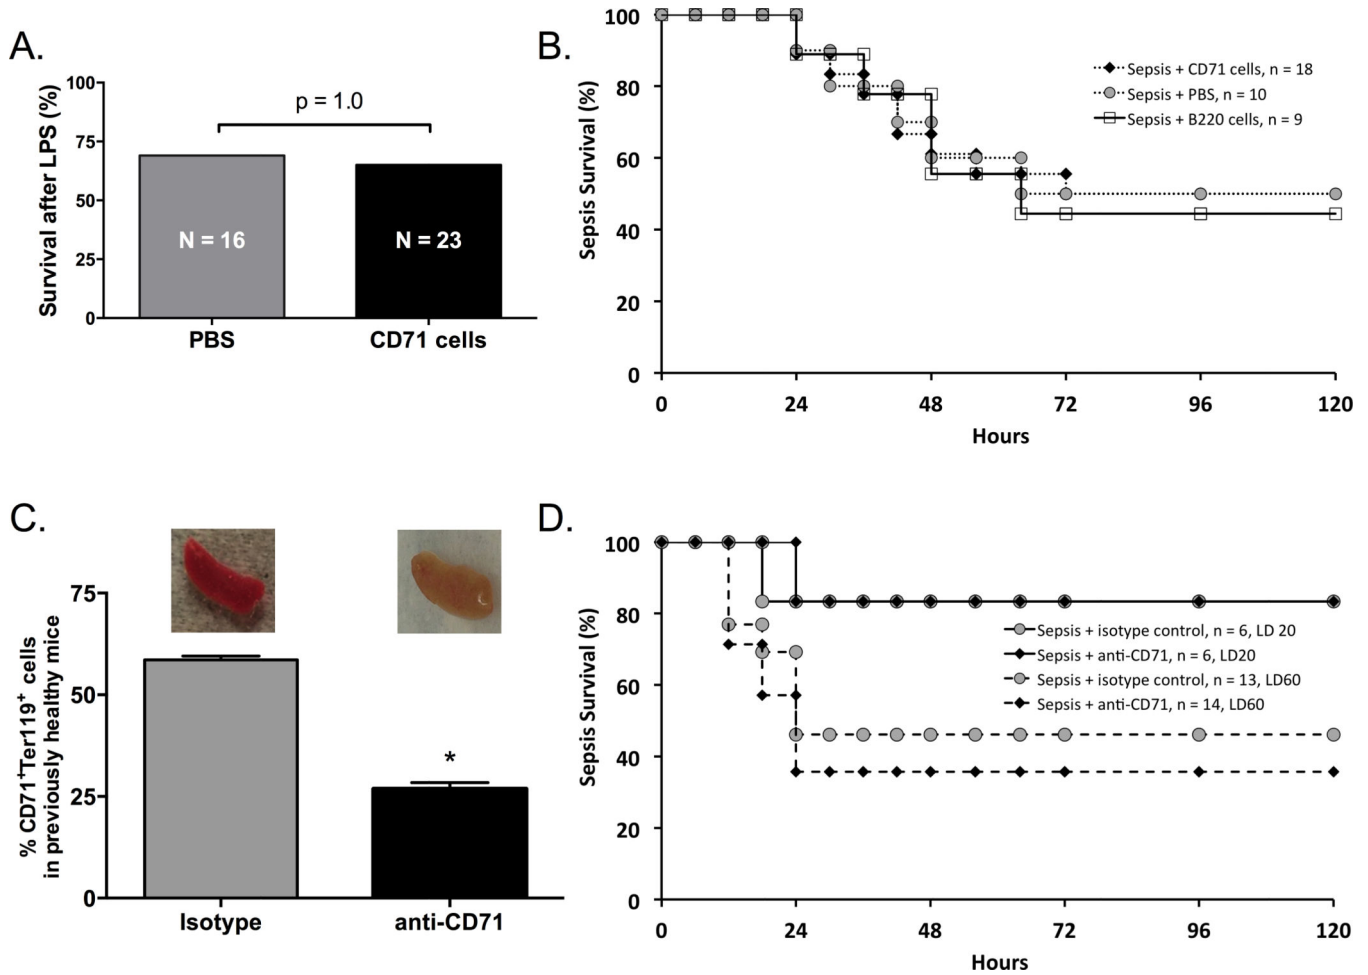 A.
Survival after LPS (%)
100
75
50
25
0
p = 1.0
N = 16
N = 23
PBS
CD71 cells
B.
Sepsis Survival (%)
100
80
60
40
20
0
Sepsis + CD71 cells, n = 18
Sepsis + PBS, n = 10
Sepsis + B220 cells, n = 9
0 24 48 72 96 120
Hours
C.
% CD71+Ter119+ cells
in previously healthy mice
75
50
25
0
*
Isotype
anti-CD71
D.
Sepsis Survival (%)
100
80
60
40
20
0
Sepsis + isotype control, n = 6, LD 20
Sepsis + anti-CD71, n = 6, LD20
Sepsis + isotype control, n = 13, LD60
Sepsis + anti-CD71, n = 14, LD60
0 24 48 72 96 120
Hours